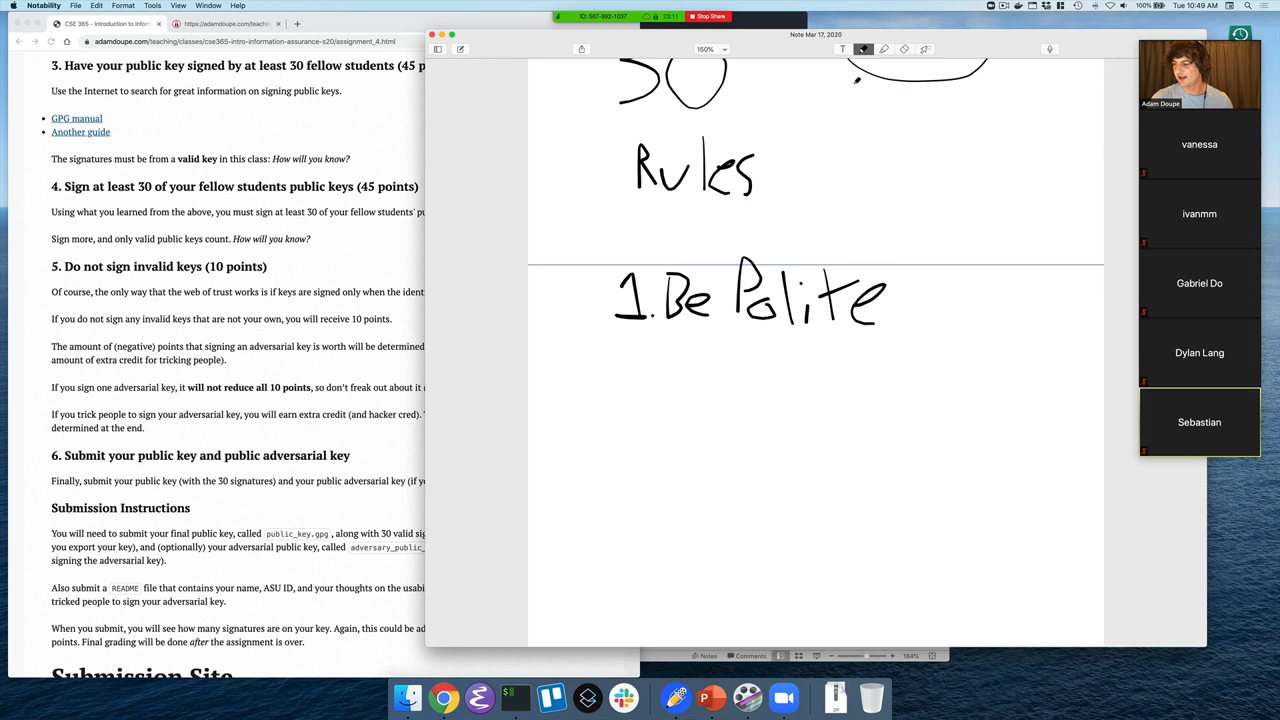 Notability File Edit Insert Tools View Window Help
100% Tue 10:49 AM
ID: 567-992-1037 23:11 Stop Share
CSE 365 - Introduction to Inform
https://adamdoupe.com/teachin
adamdoupe.com/teaching/classes/cse365-intro-information-assurance-s20/assignment_4.html
3. Have your public key signed by at least 30 fellow students (45 p
Use the Internet to search for great information on signing public keys.
GPG manual
Another guide
The signatures must be from a valid key in this class: How will you know?
4. Sign at least 30 of your fellow students public keys (45 points)
Using what you learned from the above, you must sign at least 30 of your fellow students' pu
Sign more, and only valid public keys count. How will you know?
5. Do not sign invalid keys (10 points)
Of course, the only way that the web of trust works is if keys are signed only when the identi
If you do not sign any invalid keys that are not your own, you will receive 10 points.
The amount of (negative) points that signing an adversarial key is worth will be determined
amount of extra credit for tricking people).
If you sign one adversarial key, it will not reduce all 10 points, so don't freak out about it
If you trick people to sign your adversarial key, you will earn extra credit (and hacker cred).
determined at the end.
6. Submit your public key and public adversarial key
Finally, submit your public key (with the 30 signatures) and your public adversarial key (if yo
Submission Instructions
You will need to submit your final public key, called public_key.gpg, along with 30 valid sig
you export your key), and (optionally) your adversarial public key, called adversary_public_
signing the adversarial key).
Also submit a README file that contains your name, ASU ID, and your thoughts on the usabi
tricked people to sign your adversarial key.
When you submit, you will see how many signatures are on your key. Again, this could be ad
points. Final grading will be done after the assignment is over.
Submission Site
Note Mar 17, 2020
150%
30
Rules
1. Be Polite
Notes Comments 164%
Adam Doupe
vanessa
ivanmm
Gabriel Do
Dylan Lang
Sebastian